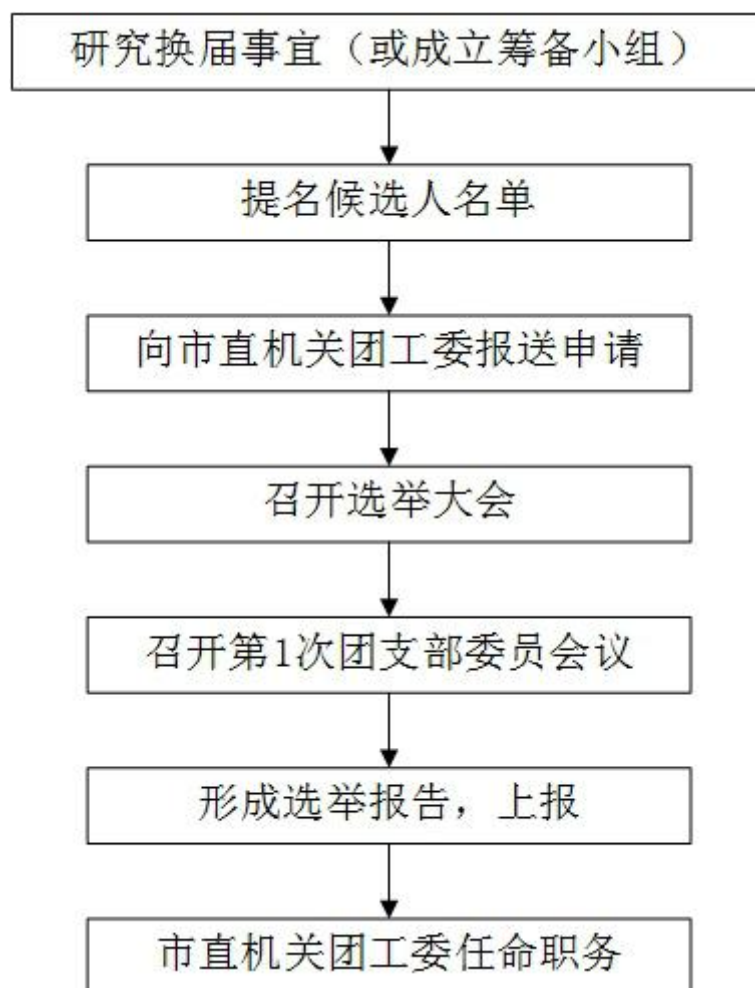 研究换届事宜（或成立筹备小组）
提名候选人名单
向市直机关团工委报送申请
召开选举大会
召开第1次团支部委员会议
形成选举报告，上报
市直机关团工委任命职务